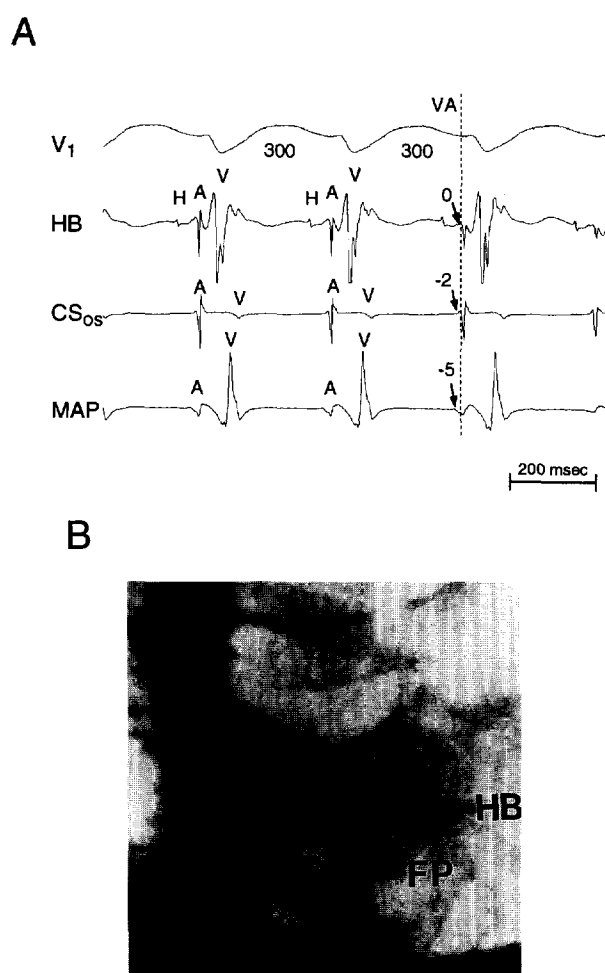 A
VA
V1
300 300
V V
H A H A 0
HB
A A -2
CSOS V V
V V
A A -5
MAP
200 msec
B
HB
FP